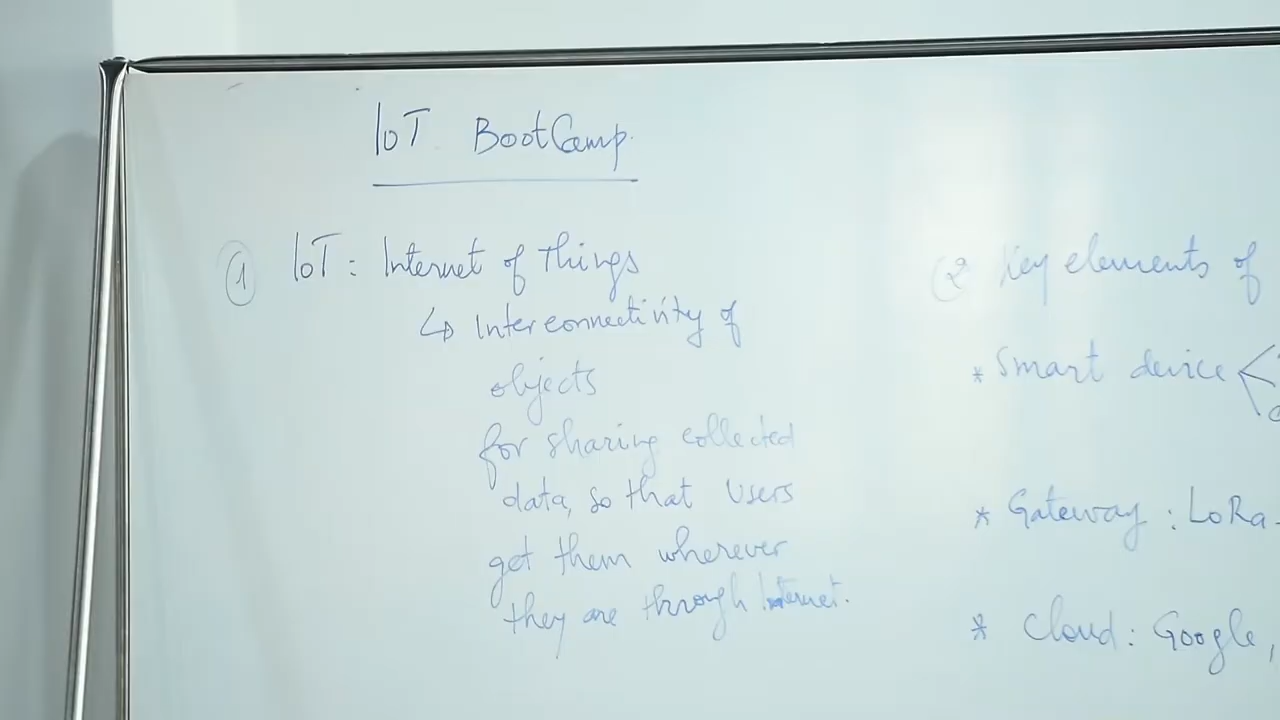 IoT BootCamp.
① IoT: Internet of things
↳ Interconnectivity of
objects
for sharing collected
data, so that users
get them wherever
they are through Internet.
② Key elements of
* Smart device
* Gateway : LoRa-
* Cloud: Google,